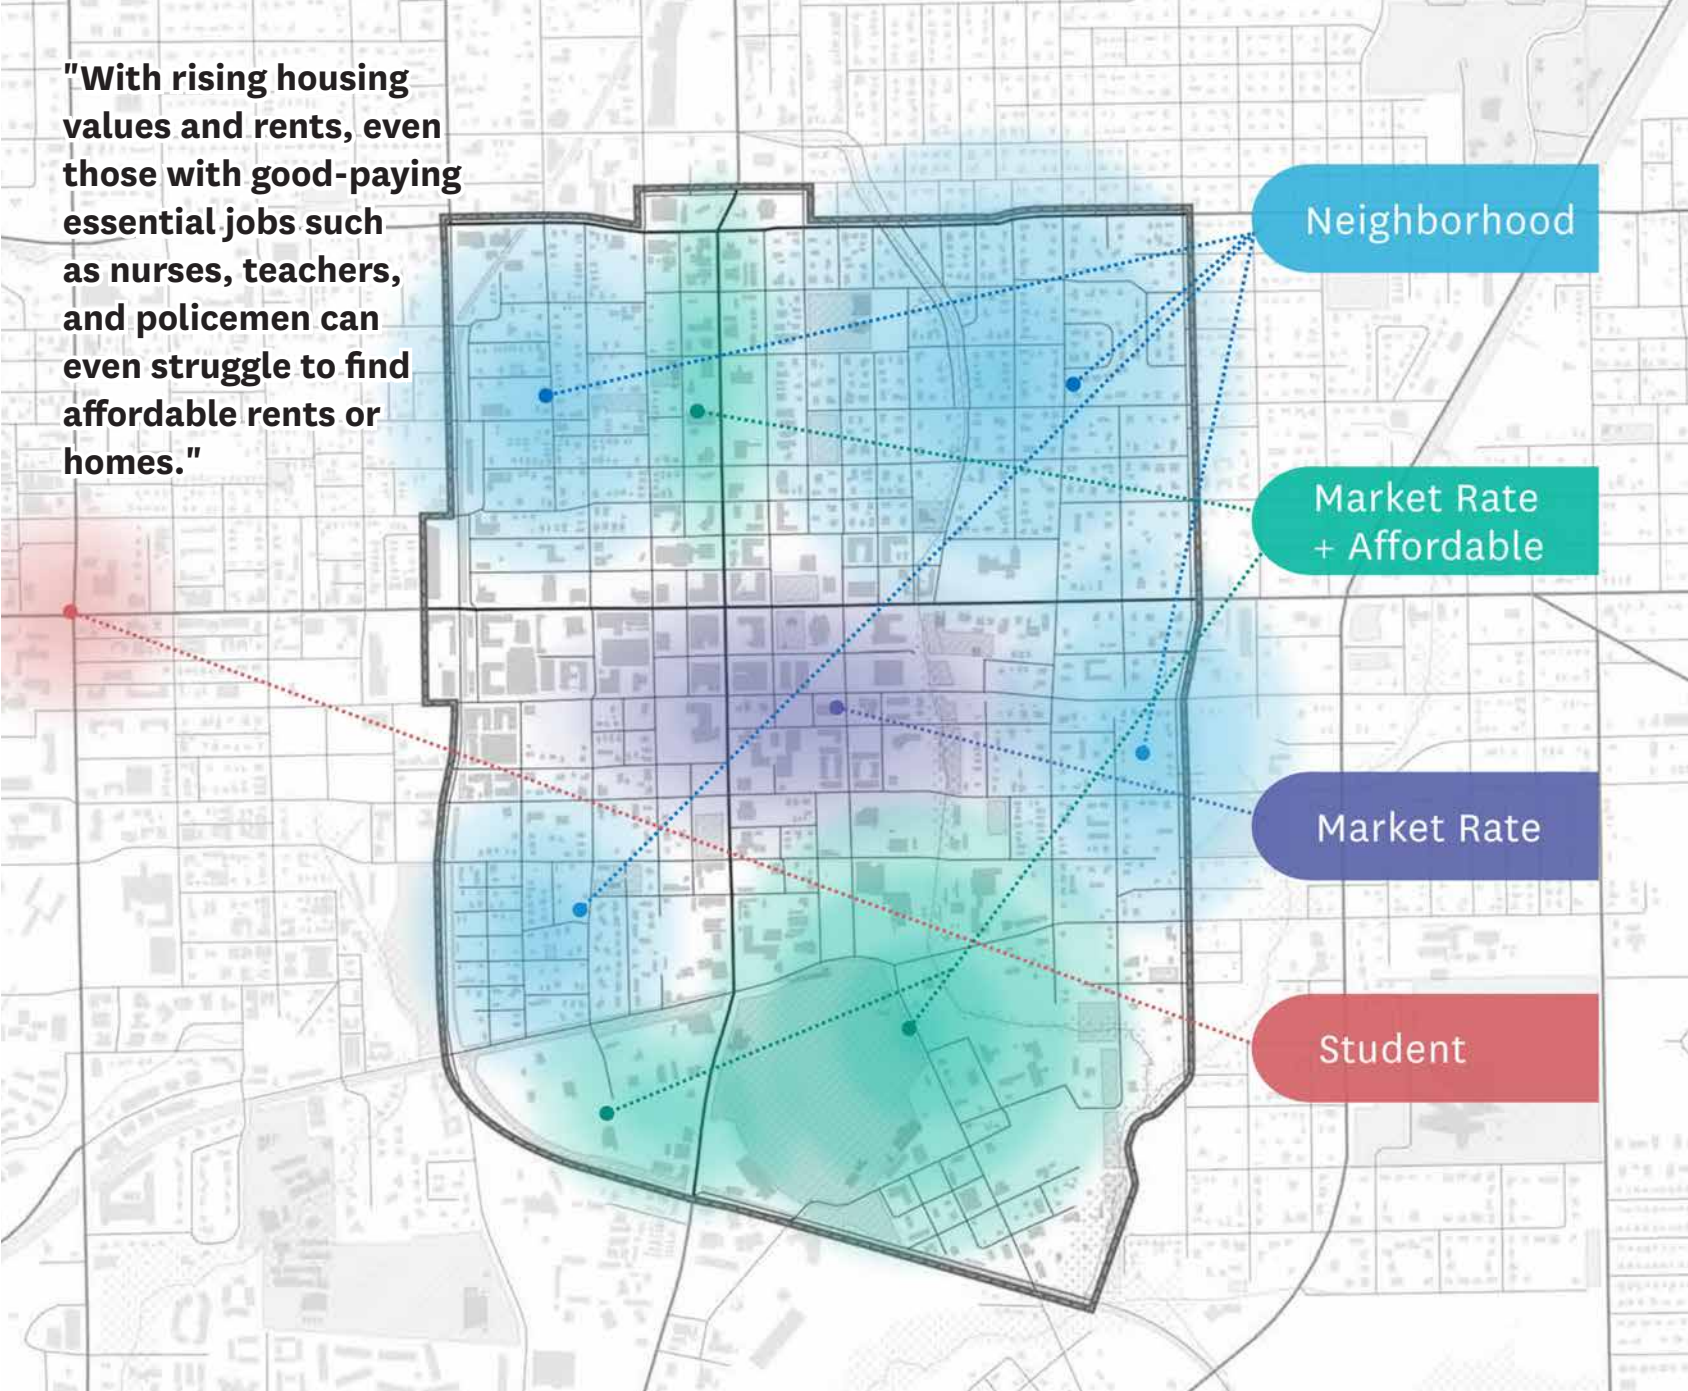 "With rising housing
values and rents, even
those with good-paying
essential jobs such
as nurses, teachers,
and policemen can
even struggle to find
affordable rents or
homes."
Neighborhood
Market Rate
+ Affordable
Market Rate
Student